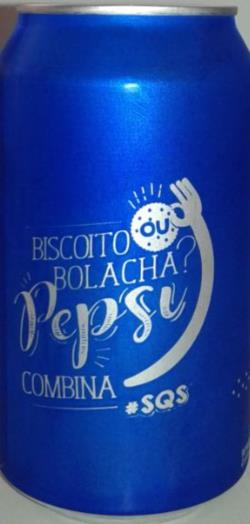 BISCOITO OU
BOLACHA?
Pepsi
COMBINA
#SQS